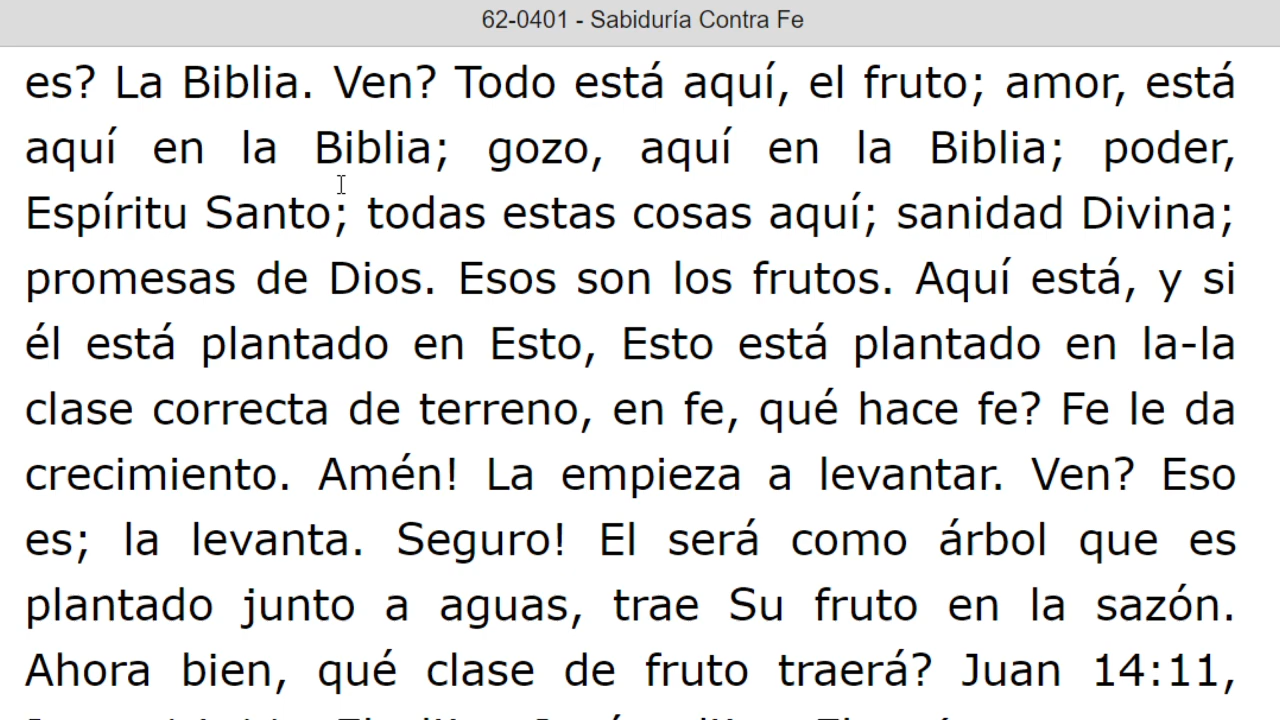 62-0401 - Sabiduría Contra Fe
es? La Biblia. Ven? Todo está aquí, el fruto; amor, está
aquí en la Biblia; gozo, aquí en la Biblia; poder,
Espíritu Santo; todas estas cosas aquí; sanidad Divina;
promesas de Dios. Esos son los frutos. Aquí está, y si
él está plantado en Esto, Esto está plantado en la-la
clase correcta de terreno, en fe, qué hace fe? Fe le da
crecimiento. Amén! La empieza a levantar. Ven? Eso
es; la levanta. Seguro! El será como árbol que es
plantado junto a aguas, trae Su fruto en la sazón.
Ahora bien, qué clase de fruto traerá? Juan 14:11,